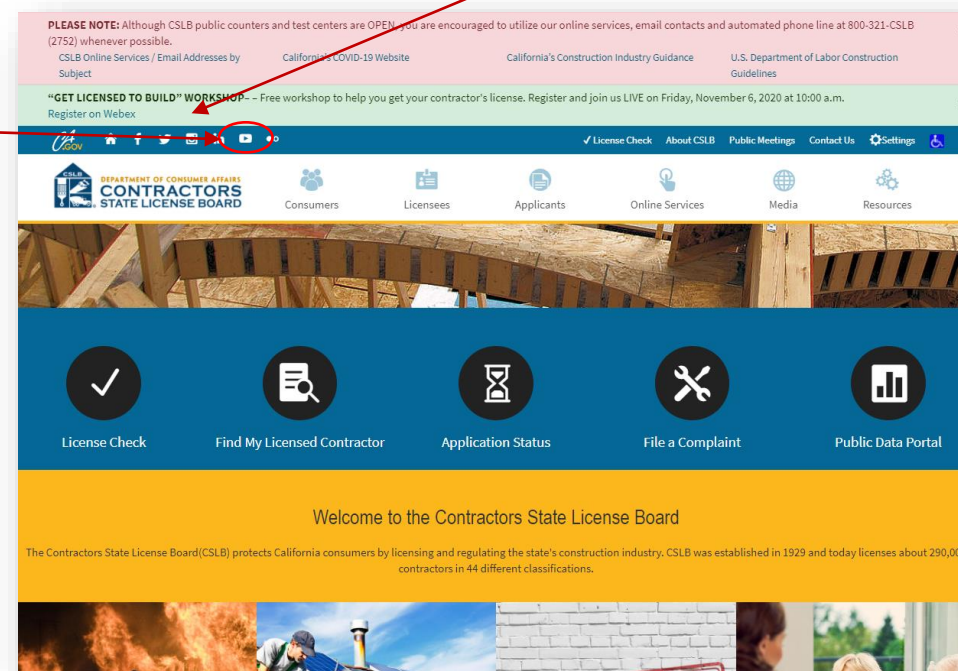 PLEASE NOTE: Although CSLB public counters and test centers are OPEN, you are encouraged to utilize our online services, email contacts and automated phone line at 800-321-CSLB
(2752) whenever possible.
CSLB Online Services / Email Addresses by Subject
California's COVID-19 Website
California's Construction Industry Guidance
U.S. Department of Labor Construction Guidelines
“GET LICENSED TO BUILD” WORKSHOP– – Free workshop to help you get your contractor's license. Register and join us LIVE on Friday, November 6, 2020 at 10:00 a.m.
Register on Webex
CA.GOV
License Check About CSLB Public Meetings Contact Us Settings
CSLB
DEPARTMENT OF CONSUMER AFFAIRS
CONTRACTORS
STATE LICENSE BOARD
Consumers Licensees Applicants Online Services Media Resources
License Check Find My Licensed Contractor Application Status File a Complaint Public Data Portal
Welcome to the Contractors State License Board
The Contractors State License Board(CSLB) protects California consumers by licensing and regulating the state's construction industry. CSLB was established in 1929 and today licenses about
contractors in 44 different classifications.